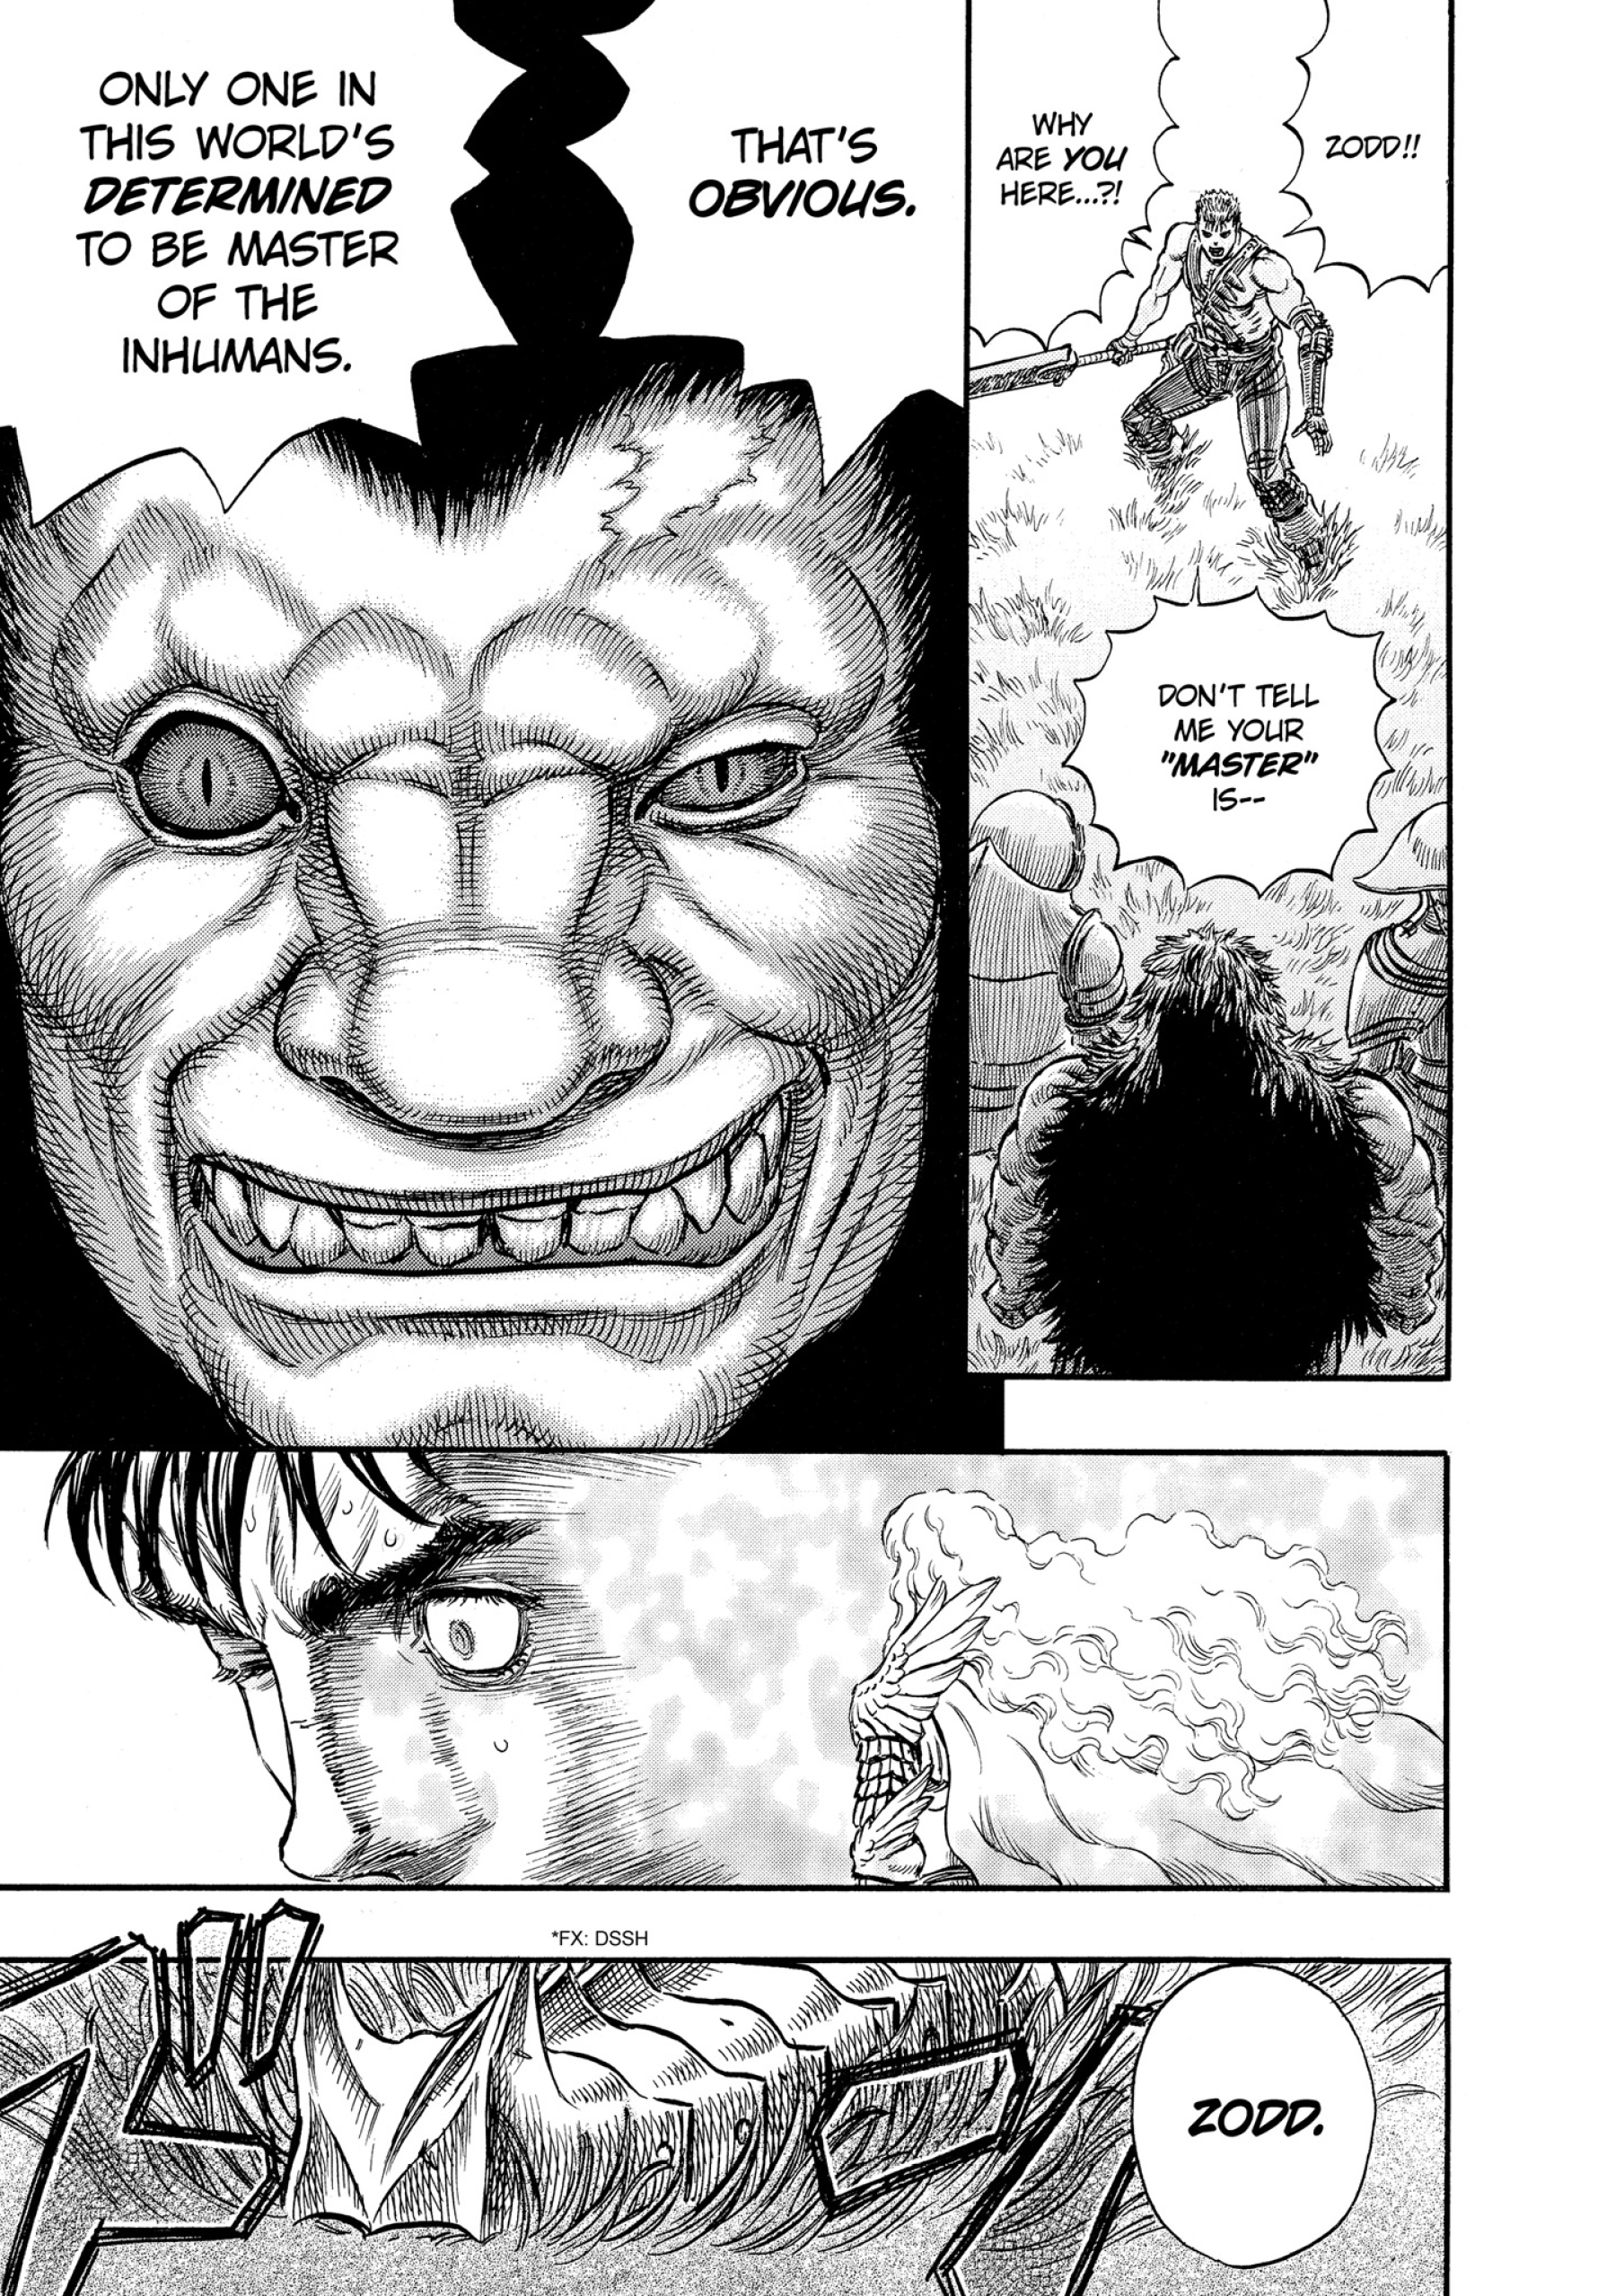 ZODD!!
WHY
ARE YOU
HERE...?!
DON'T TELL
ME YOUR
"MASTER"
IS--
THAT'S
OBVIOUS.
ONLY ONE IN
THIS WORLD'S
DETERMINED
TO BE MASTER
OF THE
INHUMANS.
*FX: DSSH
ZODD.